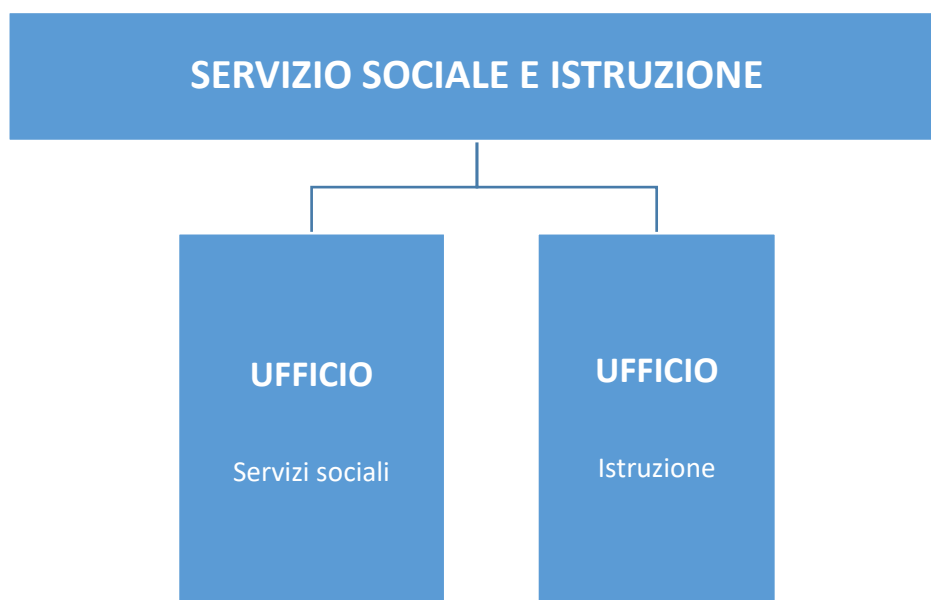 SERVIZIO SOCIALE E ISTRUZIONE
UFFICIO
Servizi sociali
UFFICIO
Istruzione